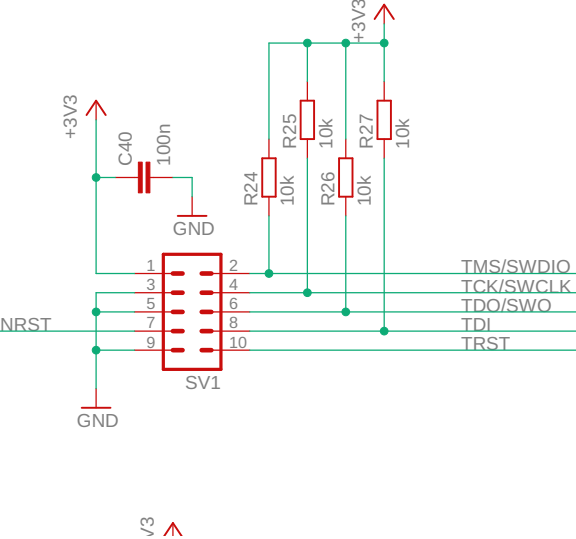 +3V3
+3V3
C40
100n
R24
10k
R25
10k
R26
10k
R27
10k
GND
1 2 TMS/SWDIO
3 4 TCK/SWCLK
5 6 TDO/SWO
NRST 7 8 TDI
9 10 TRST
SV1
GND
V3